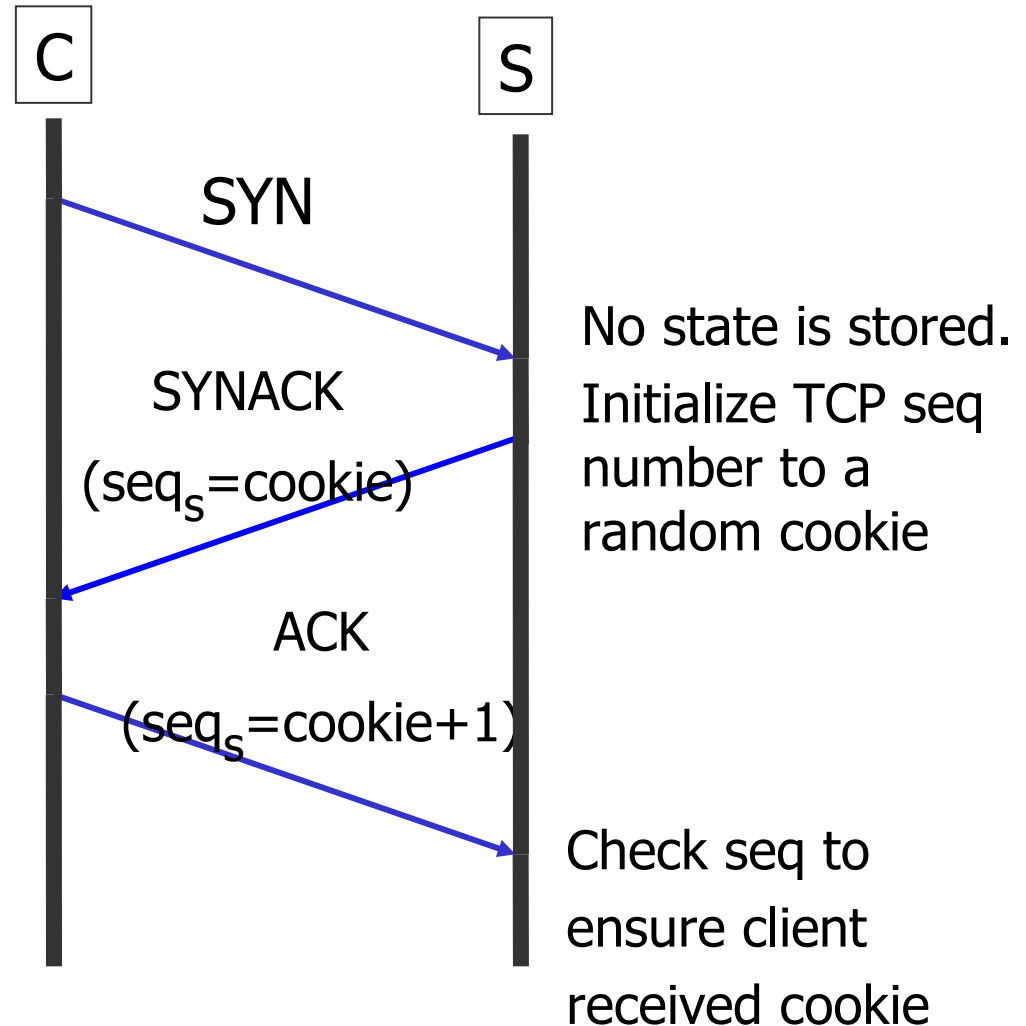 C
S
SYN
No state is stored.
Initialize TCP seq
number to a
random cookie
SYNACK
(seqs=cookie)
ACK
(seqs=cookie+1)
Check seq to
ensure client
received cookie